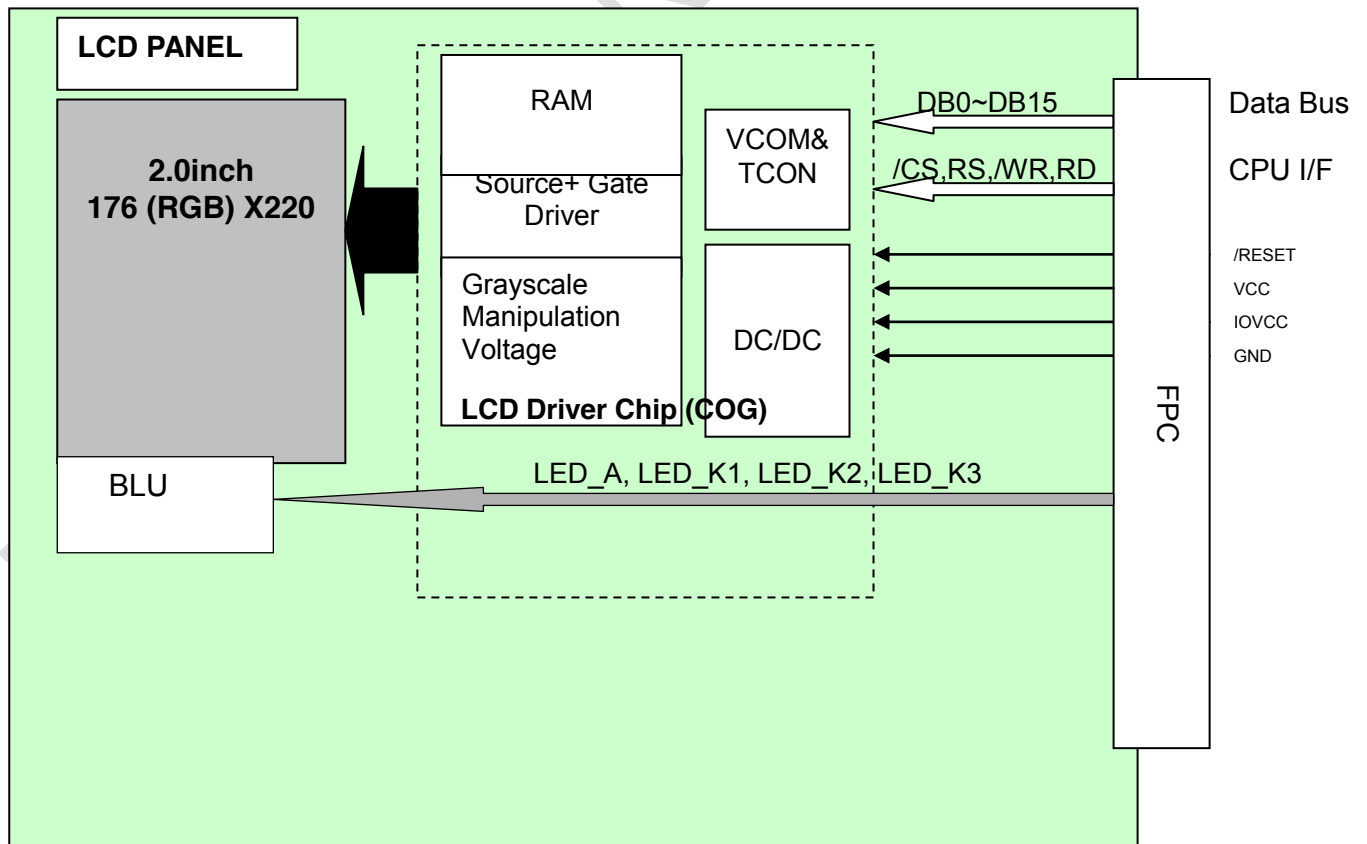 LCD PANEL
2.0inch
176 (RGB) X220
RAM
Source+ Gate
Driver
Grayscale
Manipulation
Voltage
VCOM&
TCON
DC/DC
LCD Driver Chip (COG)
BLU
DB0~DB15
/CS,RS,/WR,RD
LED_A, LED_K1, LED_K2, LED_K3
FPC
Data Bus
CPU I/F
/RESET
VCC
IOVCC
GND